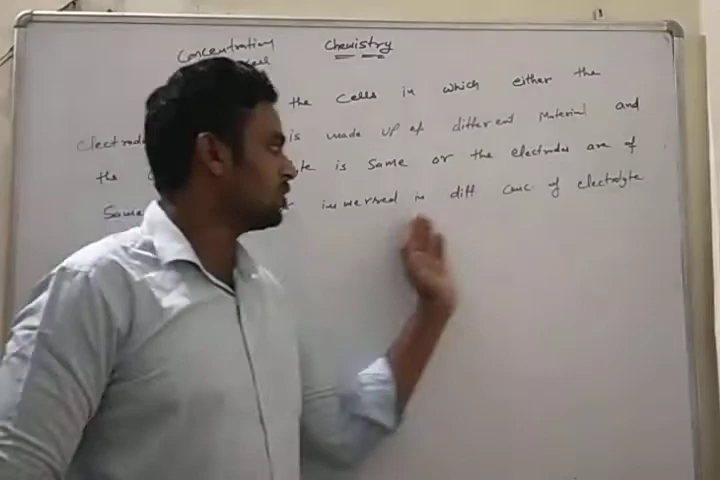 Concentration Chemistry
the cells in which either the
electrode is made up of different material and
the te is same or the electrodes are of
Same immersed in diff conc of electrolyte